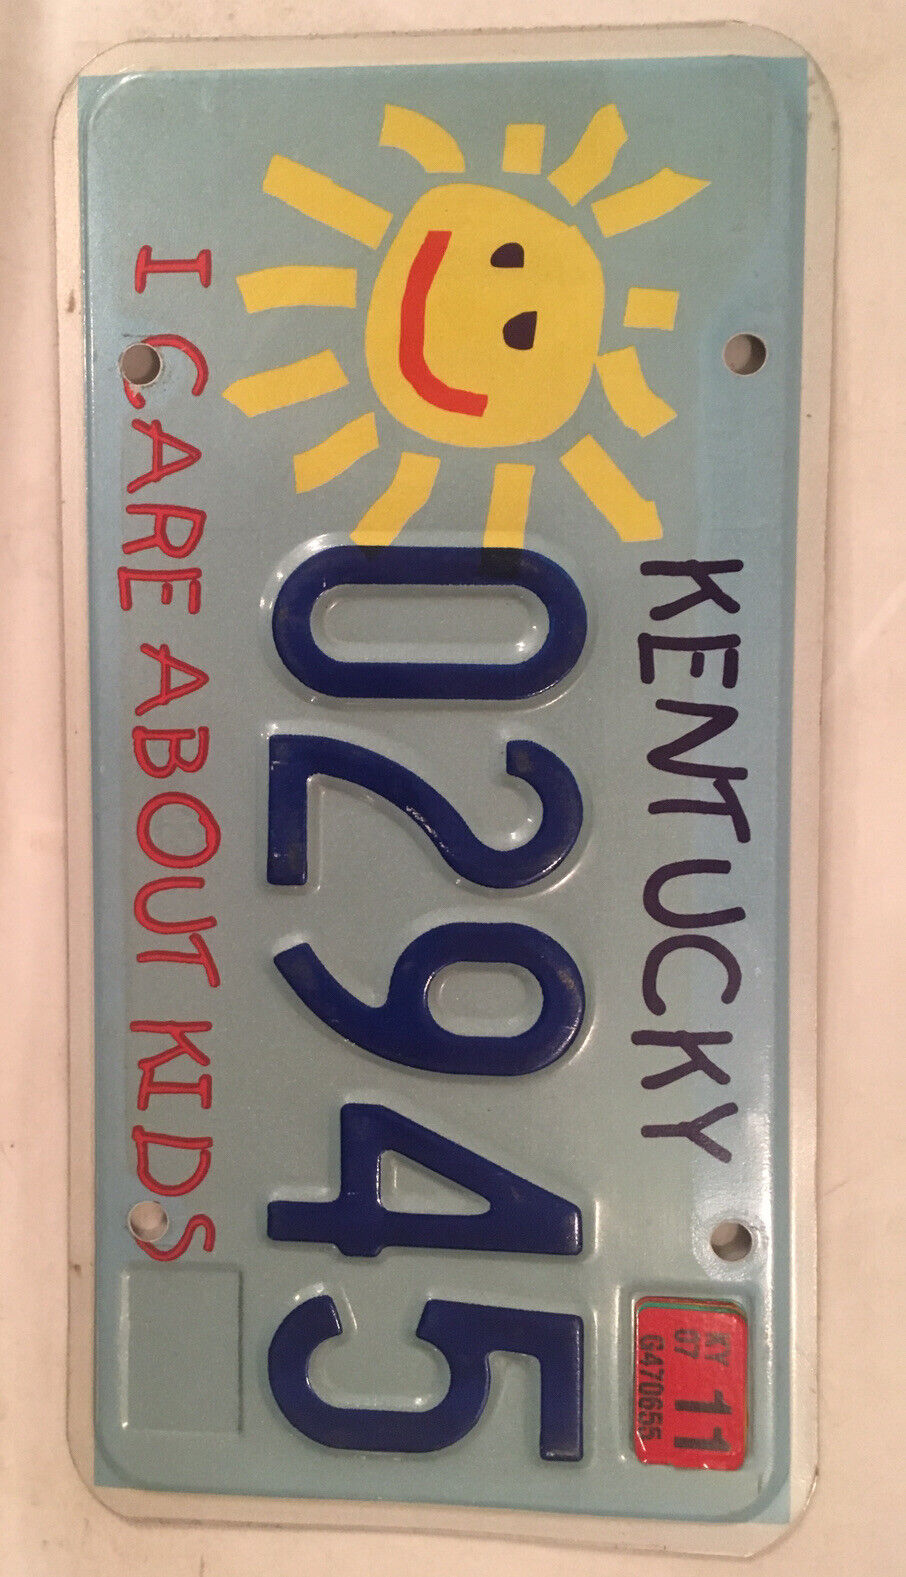 KENTUCKY
KY 11
07
G470655
02945
I CARE ABOUT KIDS